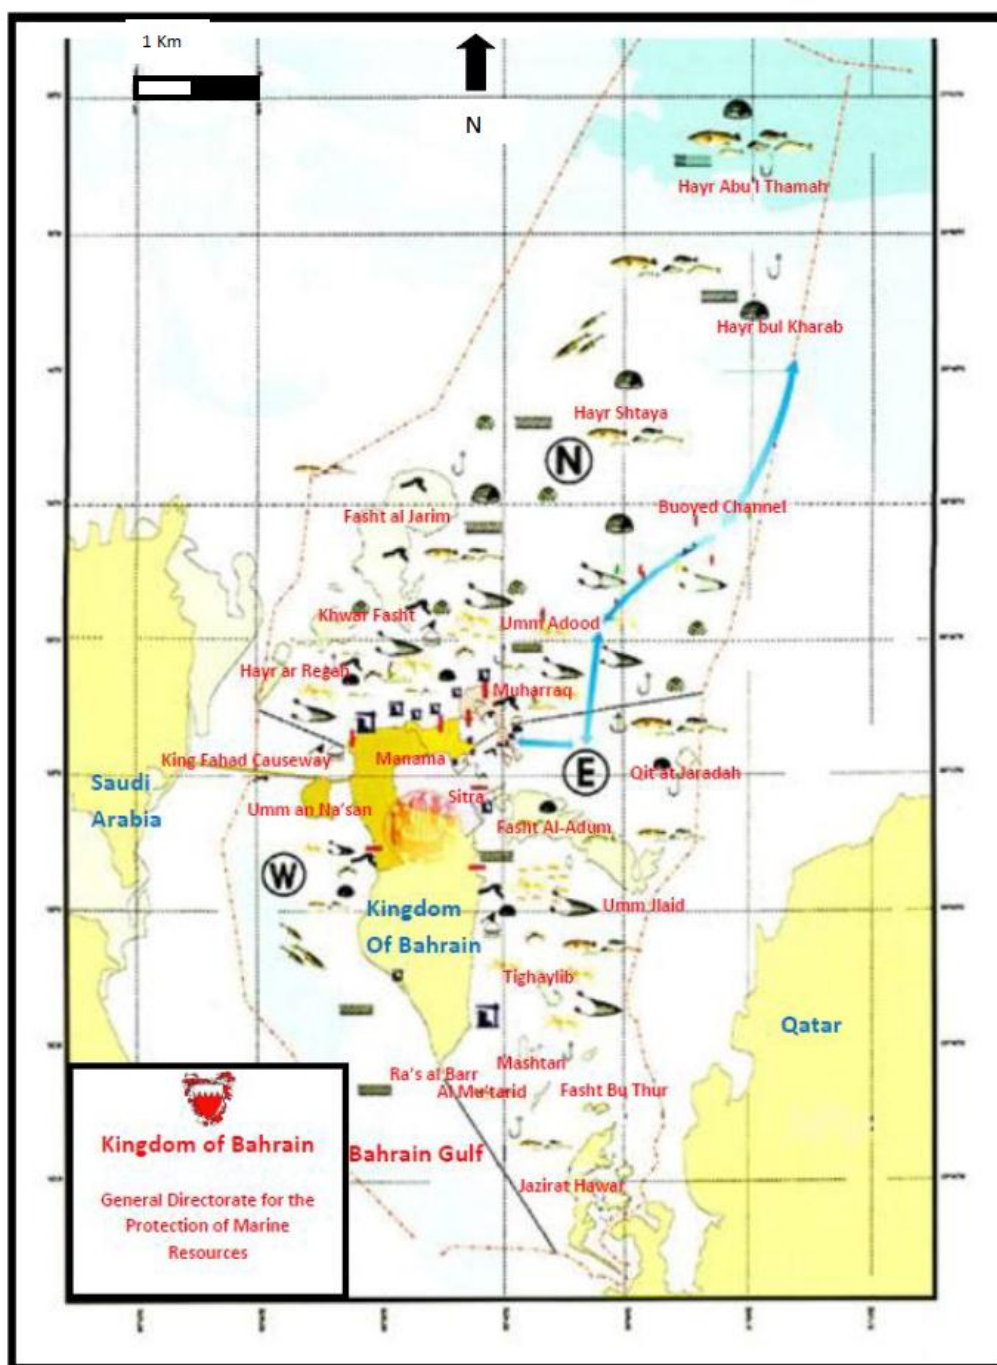 1 Km
N
Hayr Abu'l Thamah
Hayr bul Kharab
Hayr Shtaya
N
Buoyed Channel
Fasht al Jarim
Khwar Fasht
Umm Adood
Hayr ar Regah
Muharraq
King Fahad Causeway
Manama
E
Qit'at Jaradah
Saudi
Arabia
Umm an Na'san
Sitra
Fasht Al-Adum
W
Umm Jlaid
Kingdom
Of Bahrain
Tighaylib
Qatar
Mashtan
Ra's al Barr
Al Mu'tarid
Fasht Bu Thur
Kingdom of Bahrain
Bahrain Gulf
Jazirat Hawar
General Directorate for the
Protection of Marine
Resources